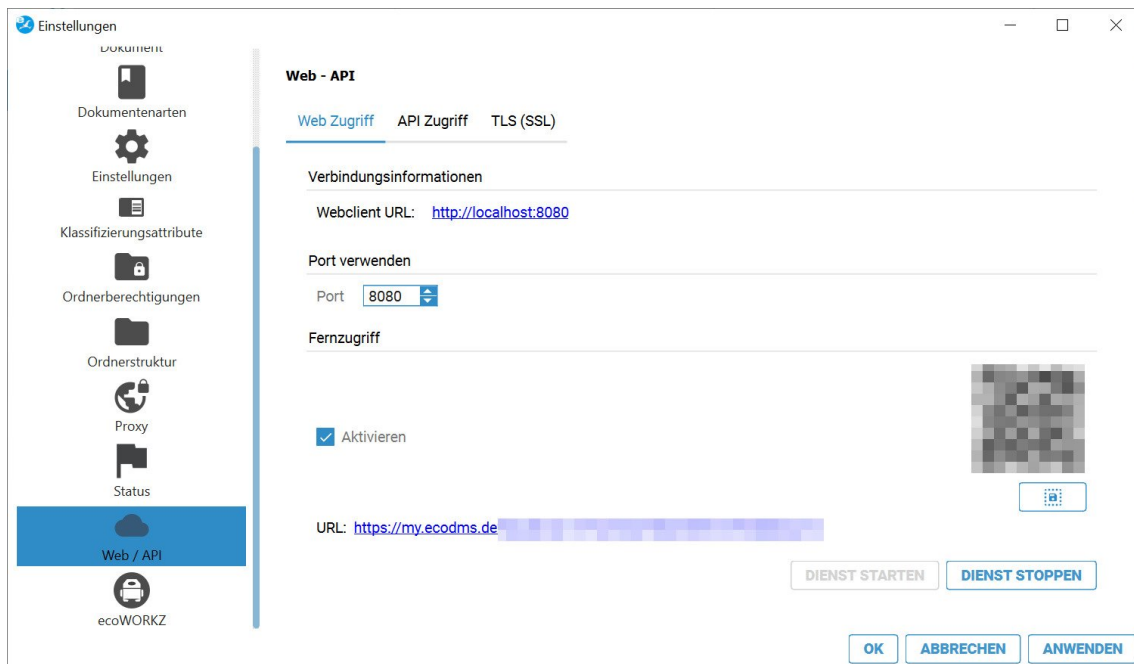 Einstellungen
Dokument
Dokumentenarten
Einstellungen
Klassifizierungsattribute
Ordnerberechtigungen
Ordnerstruktur
Proxy
Status
Web / API
ecoWORKZ
Web - API
Web Zugriff API Zugriff TLS (SSL)
Verbindungsinformationen
Webclient URL: http://localhost:8080
Port verwenden
Port 8080
Fernzugriff
Aktivieren
URL: https://my.ecodms.de
DIENST STARTEN DIENST STOPPEN
OK ABBRECHEN ANWENDEN